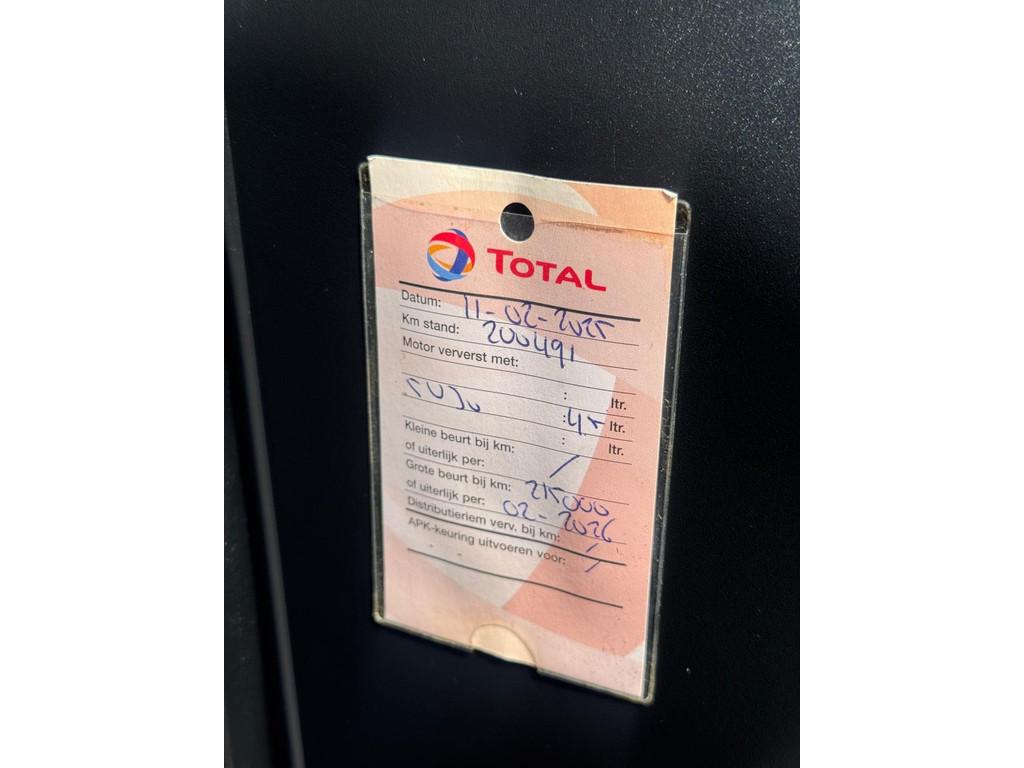 TOTAL
Datum: 11-02-2025
Km stand: 200491
Motor ververst met:
: ltr.
5W30 : 45 ltr.
: ltr.
Kleine beurt bij km: /
of uiterlijk per:
Grote beurt bij km: 215000
of uiterlijk per: 02-2026
Distributieriem verv. bij km: /
APK-keuring uitvoeren voor: /